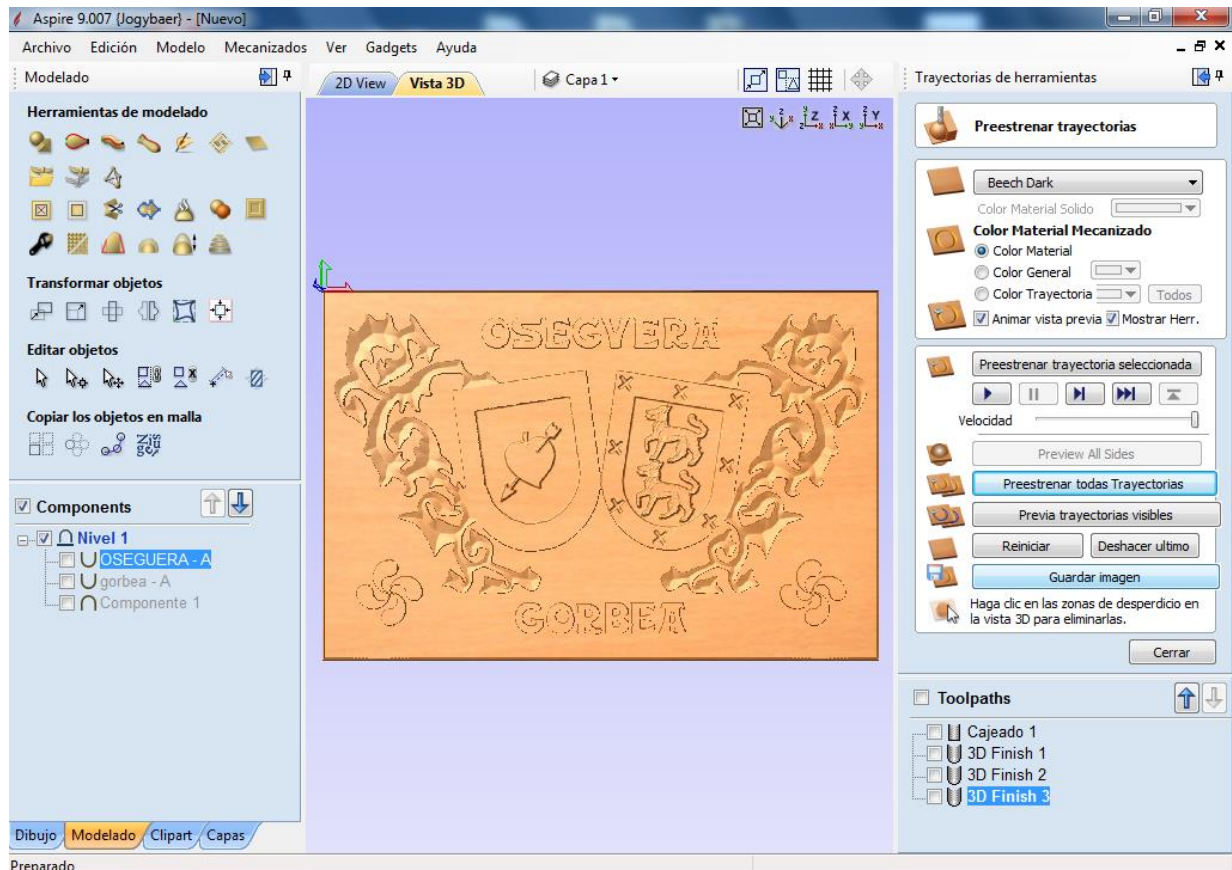 Aspire 9.007 {Jogybaer} - [Nuevo]
Archivo Edición Modelo Mecanizados Ver Gadgets Ayuda
Modelado
Herramientas de modelado
Transformar objetos
Editar objetos
Copiar los objetos en malla
Components
Nivel 1
OSEGUERA - A
gorbea - A
Componente 1
Dibujo Modelado Clipart Capas
Preparado
2D View Vista 3D Capa 1
OSEGVERA
GORBEA
Trayectorias de herramientas
Preestrenar trayectorias
Beech Dark
Color Material Solido
Color Material Mecanizado
Color Material
Color General
Color Trayectoria Todos
Animar vista previa Mostrar Herr.
Preestrenar trayectoria seleccionada
Velocidad
Preview All Sides
Preestrenar todas Trayectorias
Previa trayectorias visibles
Reiniciar Deshacer ultimo
Guardar imagen
Haga clic en las zonas de desperdicio en
la vista 3D para eliminarlas.
Cerrar
Toolpaths
Cajeado 1
3D Finish 1
3D Finish 2
3D Finish 3